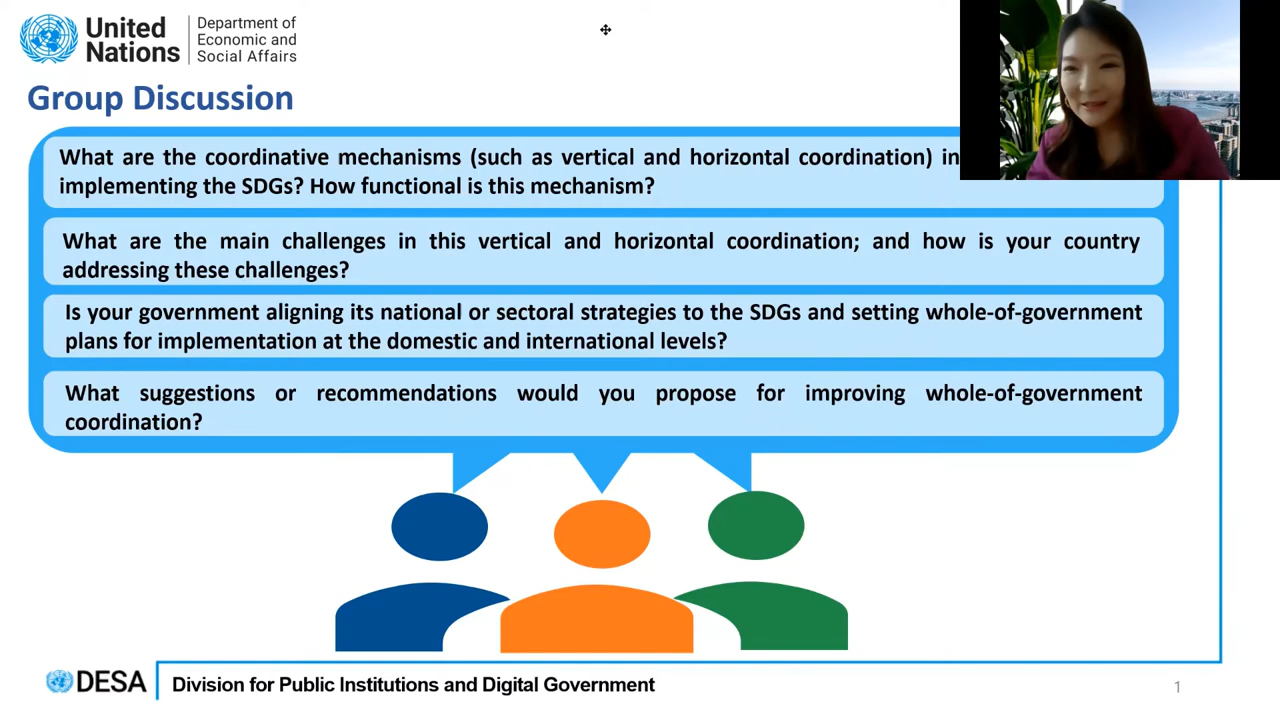 United
Nations
Department of
Economic and
Social Affairs
Group Discussion
What are the coordinative mechanisms (such as vertical and horizontal coordination) in
implementing the SDGs? How functional is this mechanism?
What are the main challenges in this vertical and horizontal coordination; and how is your country
addressing these challenges?
Is your government aligning its national or sectoral strategies to the SDGs and setting whole-of-government
plans for implementation at the domestic and international levels?
What suggestions or recommendations would you propose for improving whole-of-government
coordination?
DESA
Division for Public Institutions and Digital Government
1